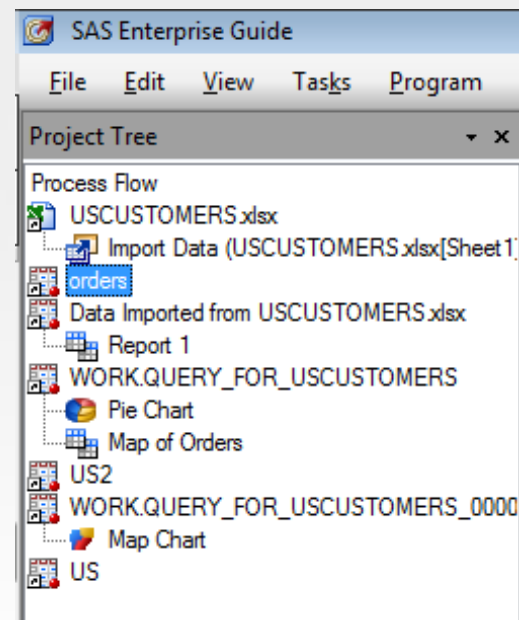 SAS Enterprise Guide
File Edit View Tasks Program
Project Tree
Process Flow
USCUSTOMERS.xlsx
Import Data (USCUSTOMERS.xlsx[Sheet1]
orders
Data Imported from USCUSTOMERS.xlsx
Report 1
WORK.QUERY_FOR_USCUSTOMERS
Pie Chart
Map of Orders
US2
WORK.QUERY_FOR_USCUSTOMERS_0000
Map Chart
US